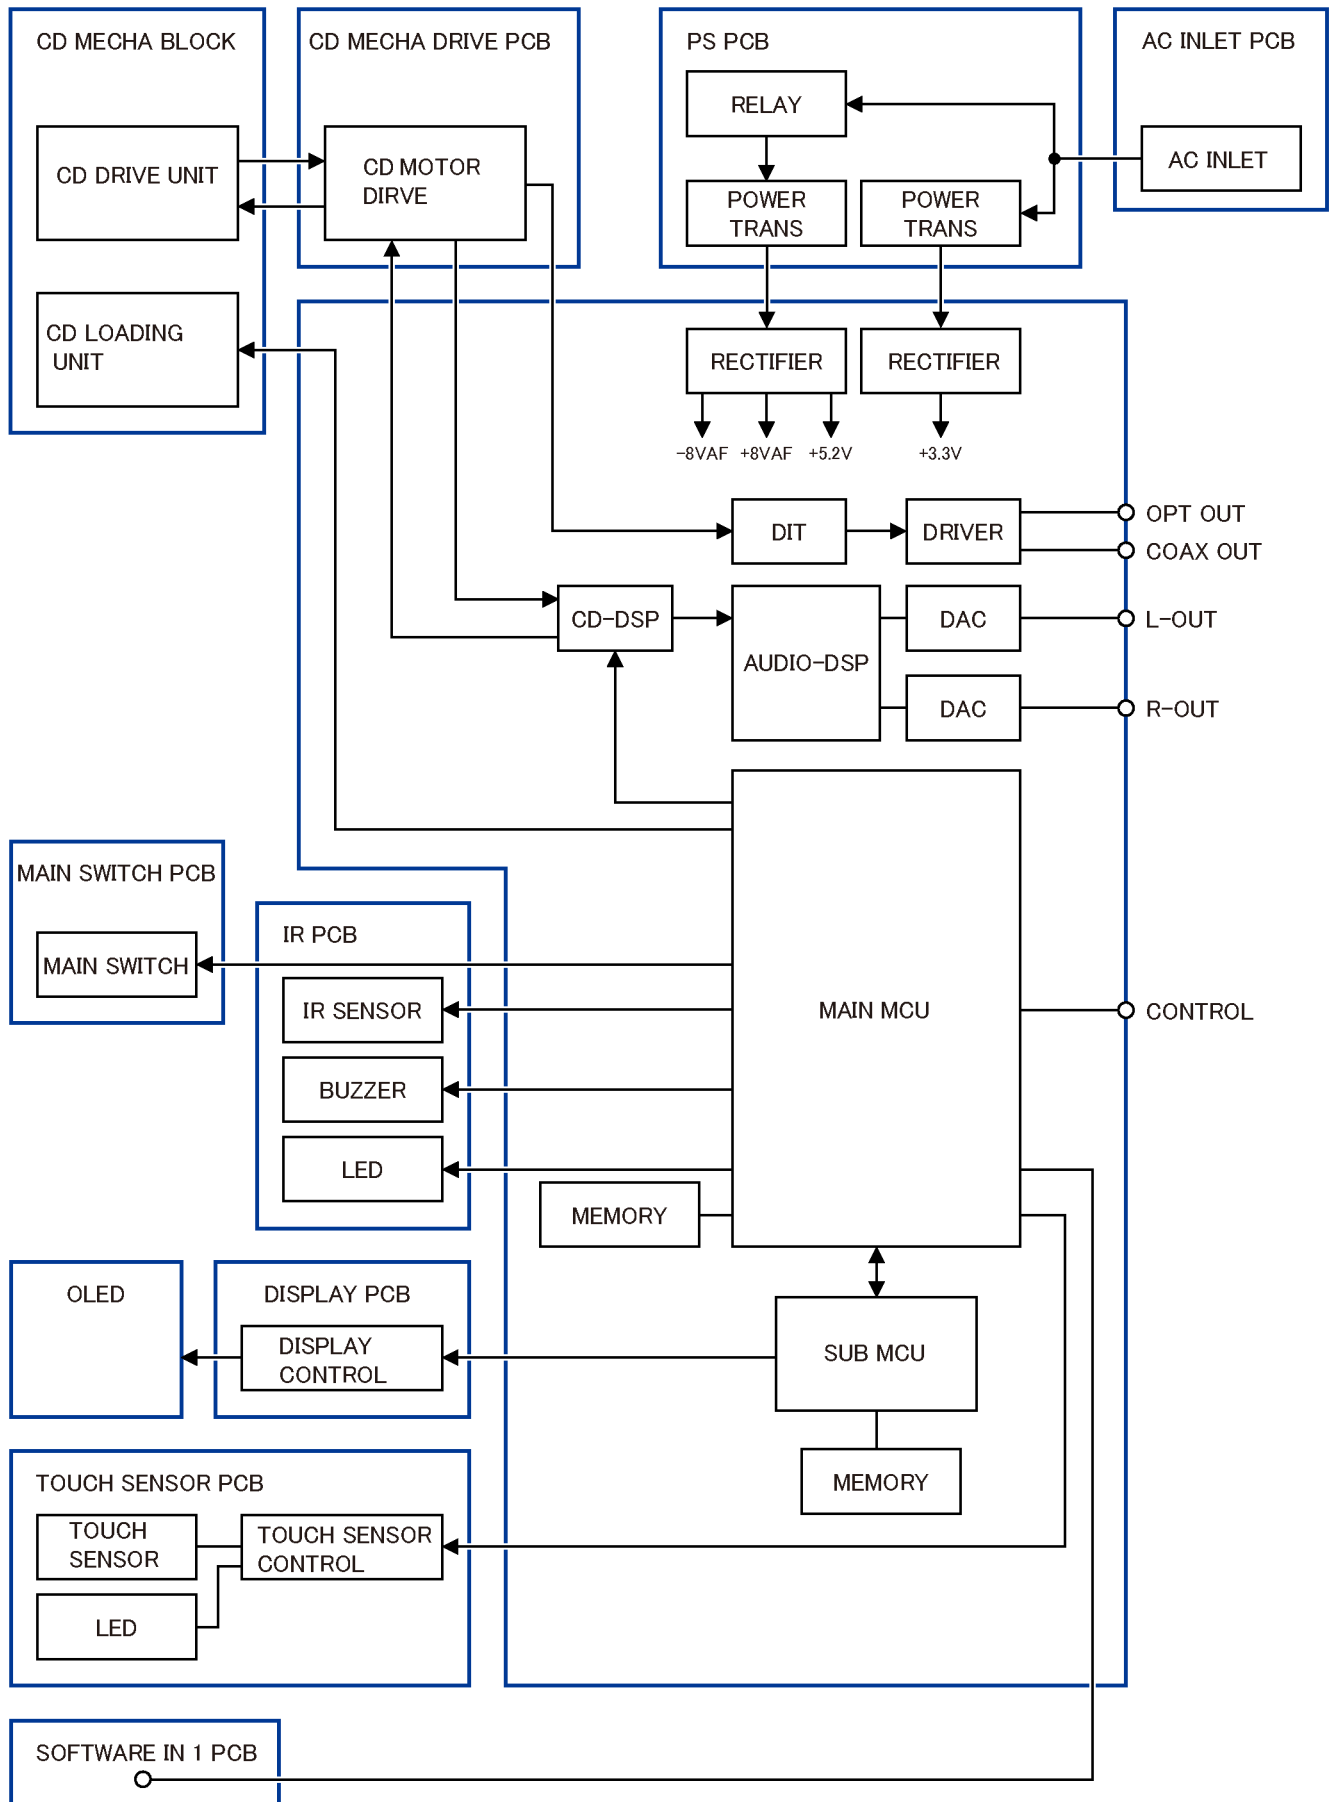 CD MECHA BLOCK
CD DRIVE UNIT
CD LOADING
UNIT
CD MECHA DRIVE PCB
CD MOTOR
DIRVE
PS PCB
RELAY
POWER
TRANS
POWER
TRANS
AC INLET PCB
AC INLET
RECTIFIER
RECTIFIER
-8VAF
+8VAF
+5.2V
+3.3V
DIT
DRIVER
OPT OUT
COAX OUT
CD-DSP
AUDIO-DSP
DAC
L-OUT
DAC
R-OUT
MAIN SWITCH PCB
MAIN SWITCH
IR PCB
IR SENSOR
BUZZER
LED
MAIN MCU
CONTROL
MEMORY
OLED
DISPLAY PCB
DISPLAY
CONTROL
SUB MCU
MEMORY
TOUCH SENSOR PCB
TOUCH
SENSOR
TOUCH SENSOR
CONTROL
LED
SOFTWARE IN 1 PCB